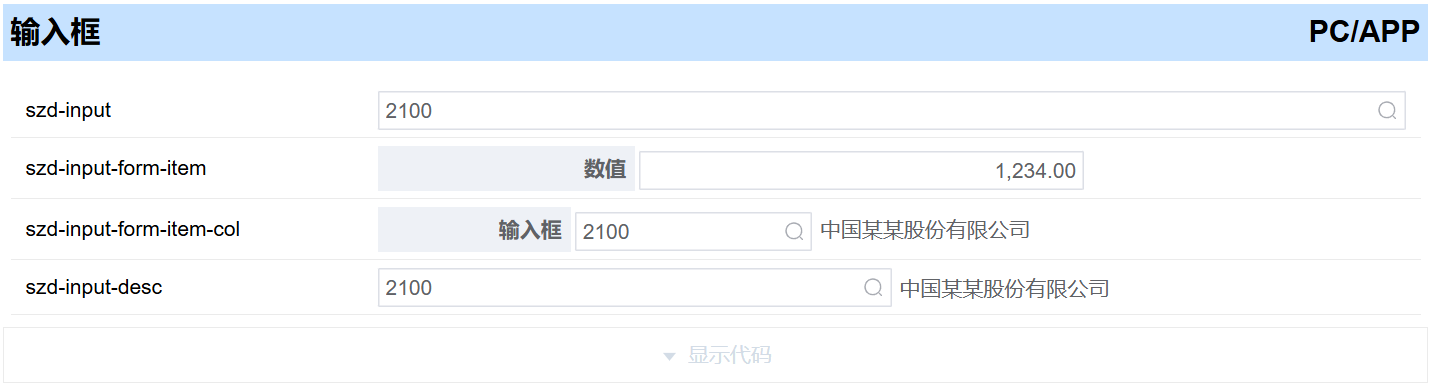 输入框 PC/APP
szd-input 2100
szd-input-form-item 数值 1,234.00
szd-input-form-item-col 输入框 2100 中国某某股份有限公司
szd-input-desc 2100 中国某某股份有限公司
显示代码